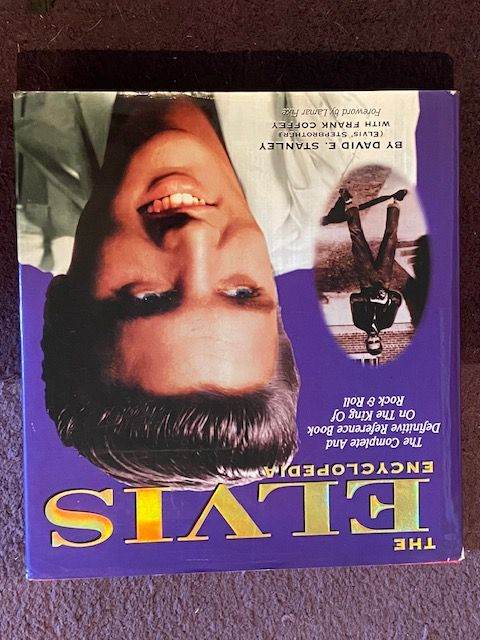 THE
ELVIS
ENCYCLOPEDIA
The Complete And
Definitive Reference Book
On The King Of
Rock & Roll
BY DAVID E. STANLEY
(ELVIS' STEPBROTHER)
WITH FRANK COFFEY
Foreword by Lamar Fike